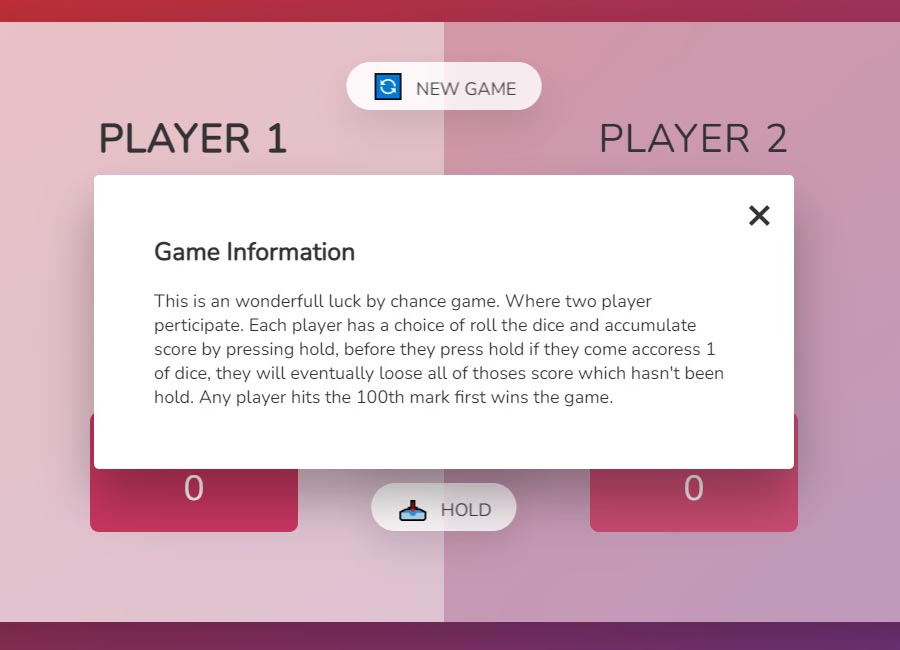 NEW GAME
PLAYER 1
PLAYER 2
Game Information
This is an wonderfull luck by chance game. Where two player
perticipate. Each player has a choice of roll the dice and accumulate
score by pressing hold, before they press hold if they come accoress 1
of dice, they will eventually loose all of thoses score which hasn't been
hold. Any player hits the 100th mark first wins the game.
0
0
HOLD